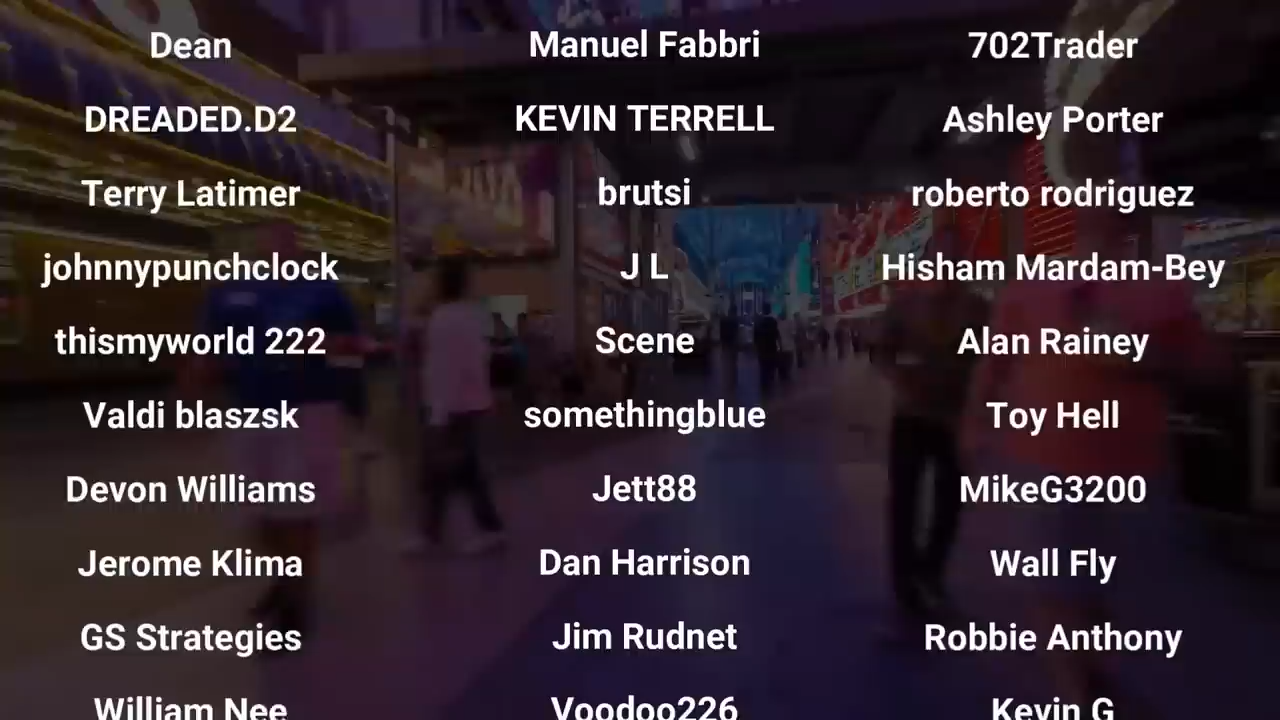 Dean Manuel Fabbri 702Trader
DREADED.D2 KEVIN TERRELL Ashley Porter
Terry Latimer brutsi roberto rodriguez
johnnypunchclock J L Hisham Mardam-Bey
thismyworld 222 Scene Alan Rainey
Valdi blaszsk somethingblue Toy Hell
Devon Williams Jett88 MikeG3200
Jerome Klima Dan Harrison Wall Fly
GS Strategies Jim Rudnet Robbie Anthony
William Nee Voodoo226 Kevin G